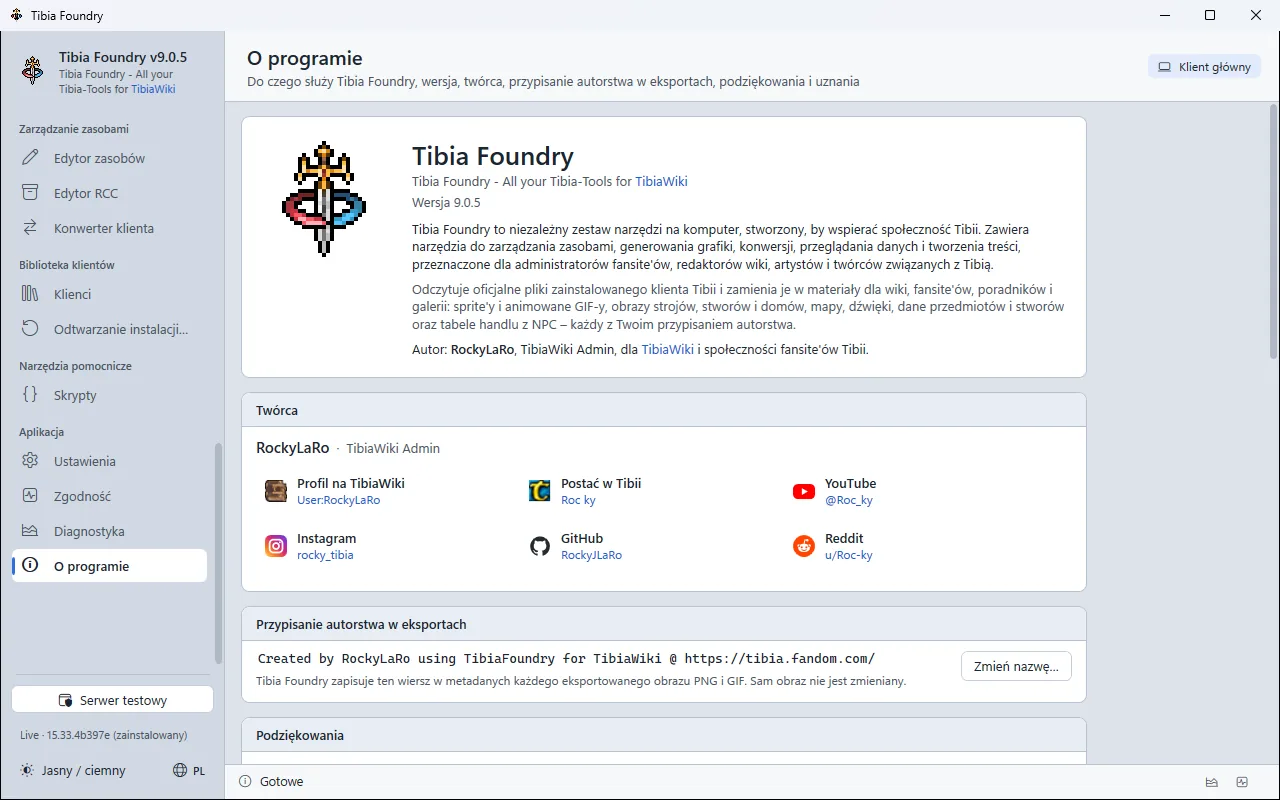 Tibia Foundry
Tibia Foundry v9.0.5
Tibia Foundry - All your
Tibia-Tools for TibiaWiki
Zarządzanie zasobami
Edytor zasobów
Edytor RCC
Konwerter klienta
Biblioteka klientów
Klienci
Odtwarzanie instalacji...
Narzędzia pomocnicze
Skrypty
Aplikacja
Ustawienia
Zgodność
Diagnostyka
O programie
Serwer testowy
Live · 15.33.4b397e (zainstalowany)
Jasny / ciemny
PL
O programie
Do czego służy Tibia Foundry, wersja, twórca, przypisanie autorstwa w eksportach, podziękowania i uznania
Klient główny
Tibia Foundry
Tibia Foundry - All your Tibia-Tools for TibiaWiki
Wersja 9.0.5
Tibia Foundry to niezależny zestaw narzędzi na komputer, stworzony, by wspierać społeczność Tibii. Zawiera
narzędzia do zarządzania zasobami, generowania grafiki, konwersji, przeglądania danych i tworzenia treści,
przeznaczone dla administratorów fansite'ów, redaktorów wiki, artystów i twórców związanych z Tibią.
Odczytuje oficjalne pliki zainstalowanego klienta Tibii i zamienia je w materiały dla wiki, fansite'ów, poradników i
galerii: sprite'y i animowane GIF-y, obrazy strojów, stworów i domów, mapy, dźwięki, dane przedmiotów i stworów
oraz tabele handlu z NPC – każdy z Twoim przypisaniem autorstwa.
Autor: RockyLaRo, TibiaWiki Admin, dla TibiaWiki i społeczności fansite'ów Tibii.
Twórca
RockyLaRo · TibiaWiki Admin
Profil na TibiaWiki
User:RockyLaRo
Postać w Tibii
Roc ky
YouTube
@Roc_ky
Instagram
rocky_tibia
GitHub
RockyJLaRo
Reddit
u/Roc-ky
Przypisanie autorstwa w eksportach
Created by RockyLaRo using TibiaFoundry for TibiaWiki @ https://tibia.fandom.com/
Tibia Foundry zapisuje ten wiersz w metadanych każdego eksportowanego obrazu PNG i GIF. Sam obraz nie jest zmieniany.
Zmień nazwę...
Podziękowania
Gotowe